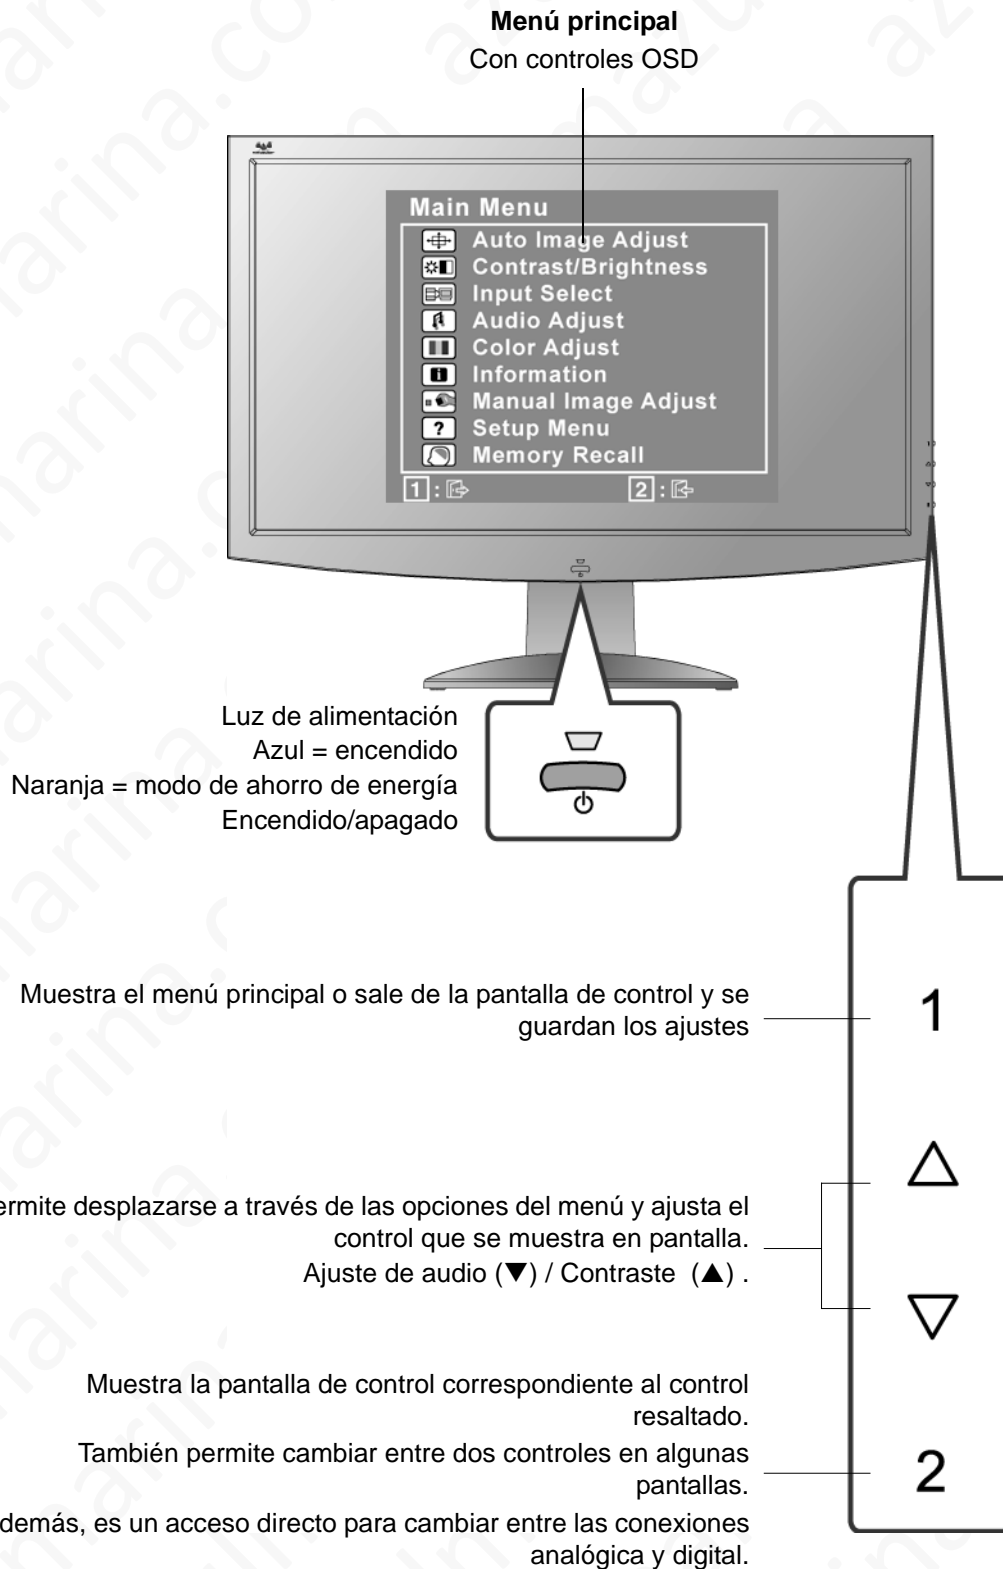 Menú principal
Con controles OSD
Main Menu
Auto Image Adjust
Contrast/Brightness
Input Select
Audio Adjust
Color Adjust
Information
Manual Image Adjust
Setup Menu
Memory Recall
1 : 2 :
Luz de alimentación
Azul = encendido
Naranja = modo de ahorro de energía
Encendido/apagado
Muestra el menú principal o sale de la pantalla de control y se
guardan los ajustes
1
ermite desplazarse a través de las opciones del menú y ajusta el
control que se muestra en pantalla.
Ajuste de audio (▼) / Contraste (▲) .
Muestra la pantalla de control correspondiente al control
resaltado.
También permite cambiar entre dos controles en algunas
pantallas.
2
demás, es un acceso directo para cambiar entre las conexiones
analógica y digital.